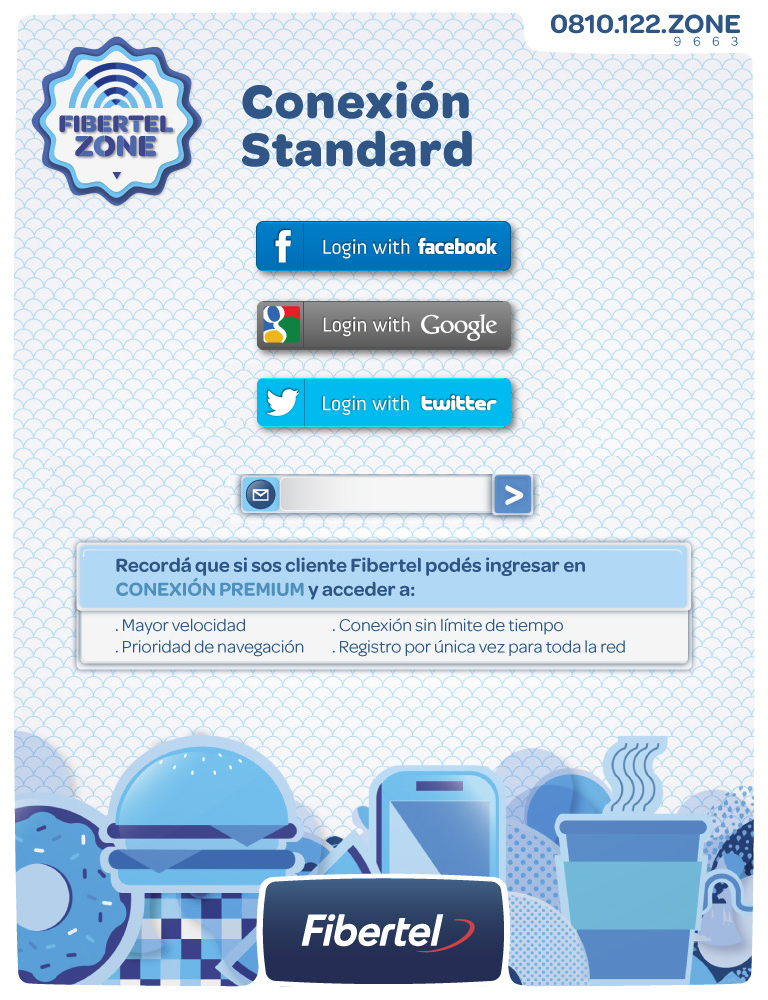 0810.122.ZONE
9 6 6 3
FIBERTEL
ZONE
Conexión
Standard
f Login with facebook
g Login with Google
Login with twitter
>
Recordá que si sos cliente Fibertel podés ingresar en
CONEXIÓN PREMIUM y acceder a:
. Mayor velocidad . Conexión sin límite de tiempo
. Prioridad de navegación . Registro por única vez para toda la red
Fibertel